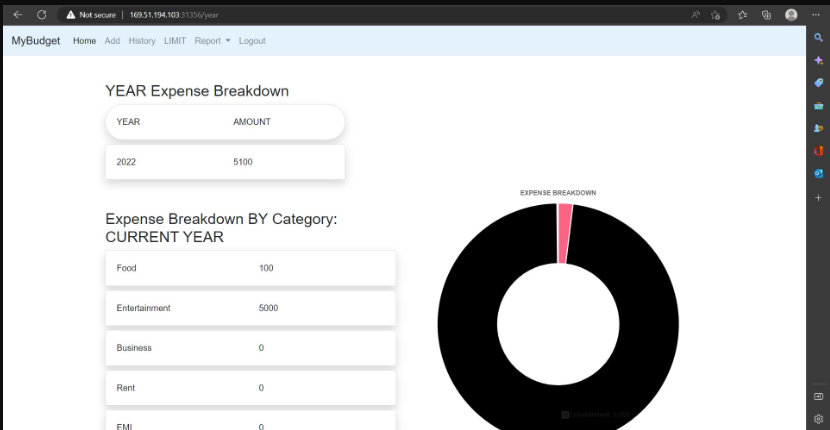 Not secure | 169.51.194.103:31356/year
MyBudget Home Add History LIMIT Report Logout
YEAR Expense Breakdown
YEAR AMOUNT
2022 5100
EXPENSE BREAKDOWN
Expense Breakdown BY Category:
CURRENT YEAR
Food 100
Entertainment 5000
Business 0
Rent 0
EMI 0